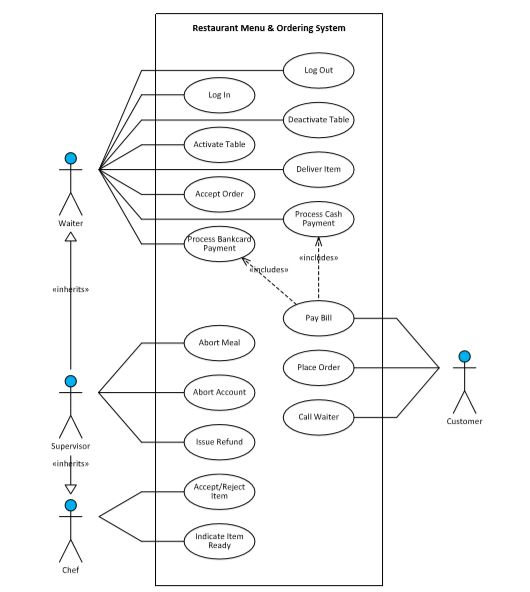 Restaurant Menu & Ordering System
Log Out
Log In
Deactivate Table
Activate Table
Deliver Item
Accept Order
Process Cash
Payment
Process Bankcard
Payment
Waiter
«includes»
«includes»
«inherits»
Pay Bill
Abort Meal
Place Order
Abort Account
Call Waiter
Customer
Issue Refund
Supervisor
«inherits»
Accept/Reject
Item
Indicate Item
Ready
Chef